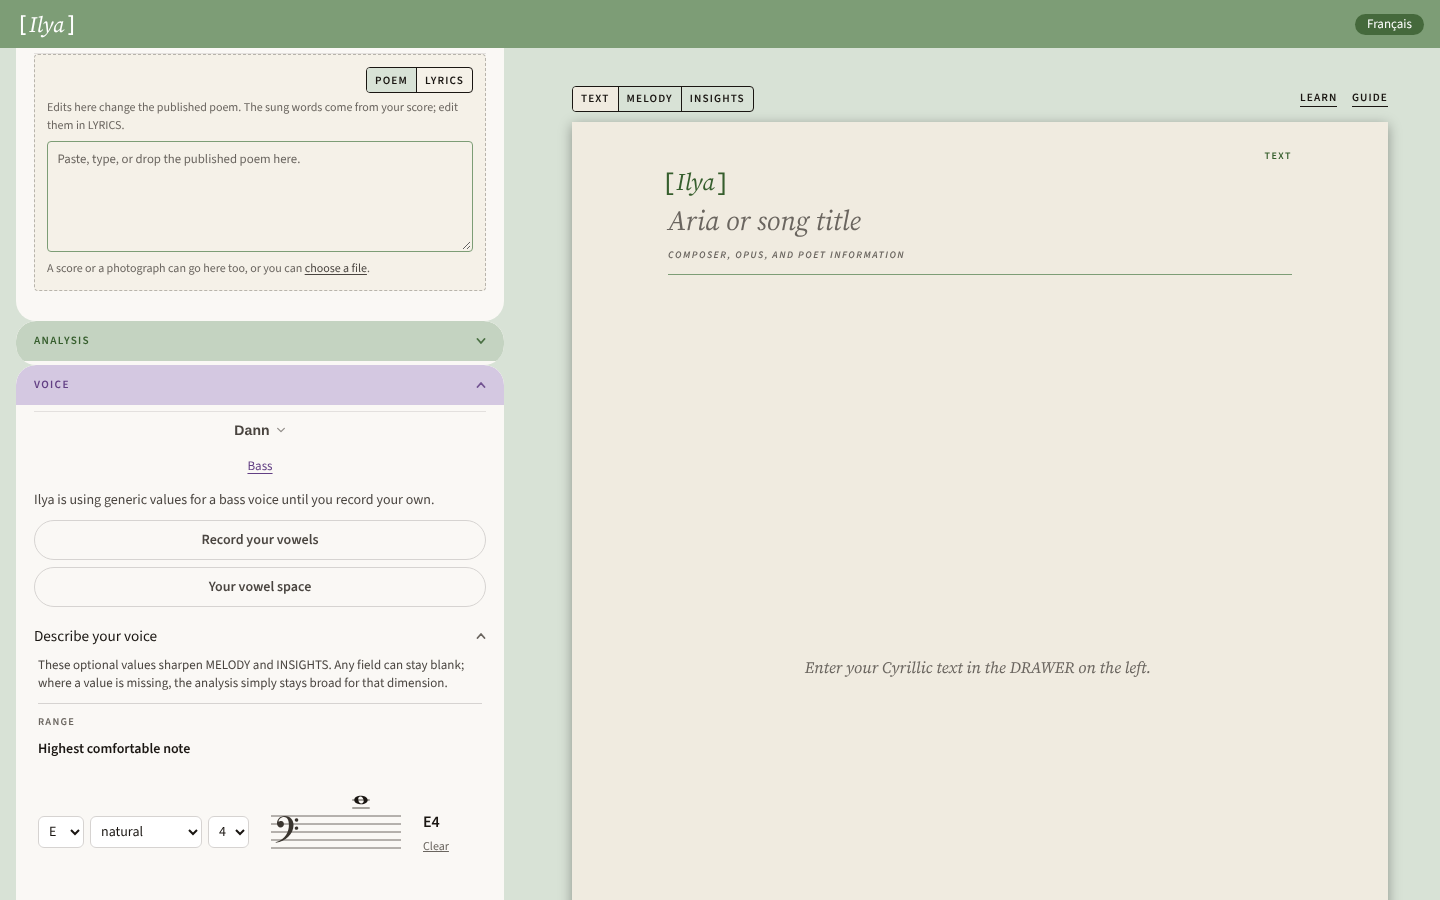 [Ilya]
Français
POEM
LYRICS
Edits here change the published poem. The sung words come from your score; edit
them in LYRICS.
Paste, type, or drop the published poem here.
A score or a photograph can go here too, or you can choose a file.
ANALYSIS
VOICE
Dann
Bass
Ilya is using generic values for a bass voice until you record your own.
Record your vowels
Your vowel space
Describe your voice
These optional values sharpen MELODY and INSIGHTS. Any field can stay blank;
where a value is missing, the analysis simply stays broad for that dimension.
RANGE
Highest comfortable note
E
natural
4
E4
Clear
TEXT
MELODY
INSIGHTS
LEARN
GUIDE
TEXT
[Ilya]
Aria or song title
COMPOSER, OPUS, AND POET INFORMATION
Enter your Cyrillic text in the DRAWER on the left.